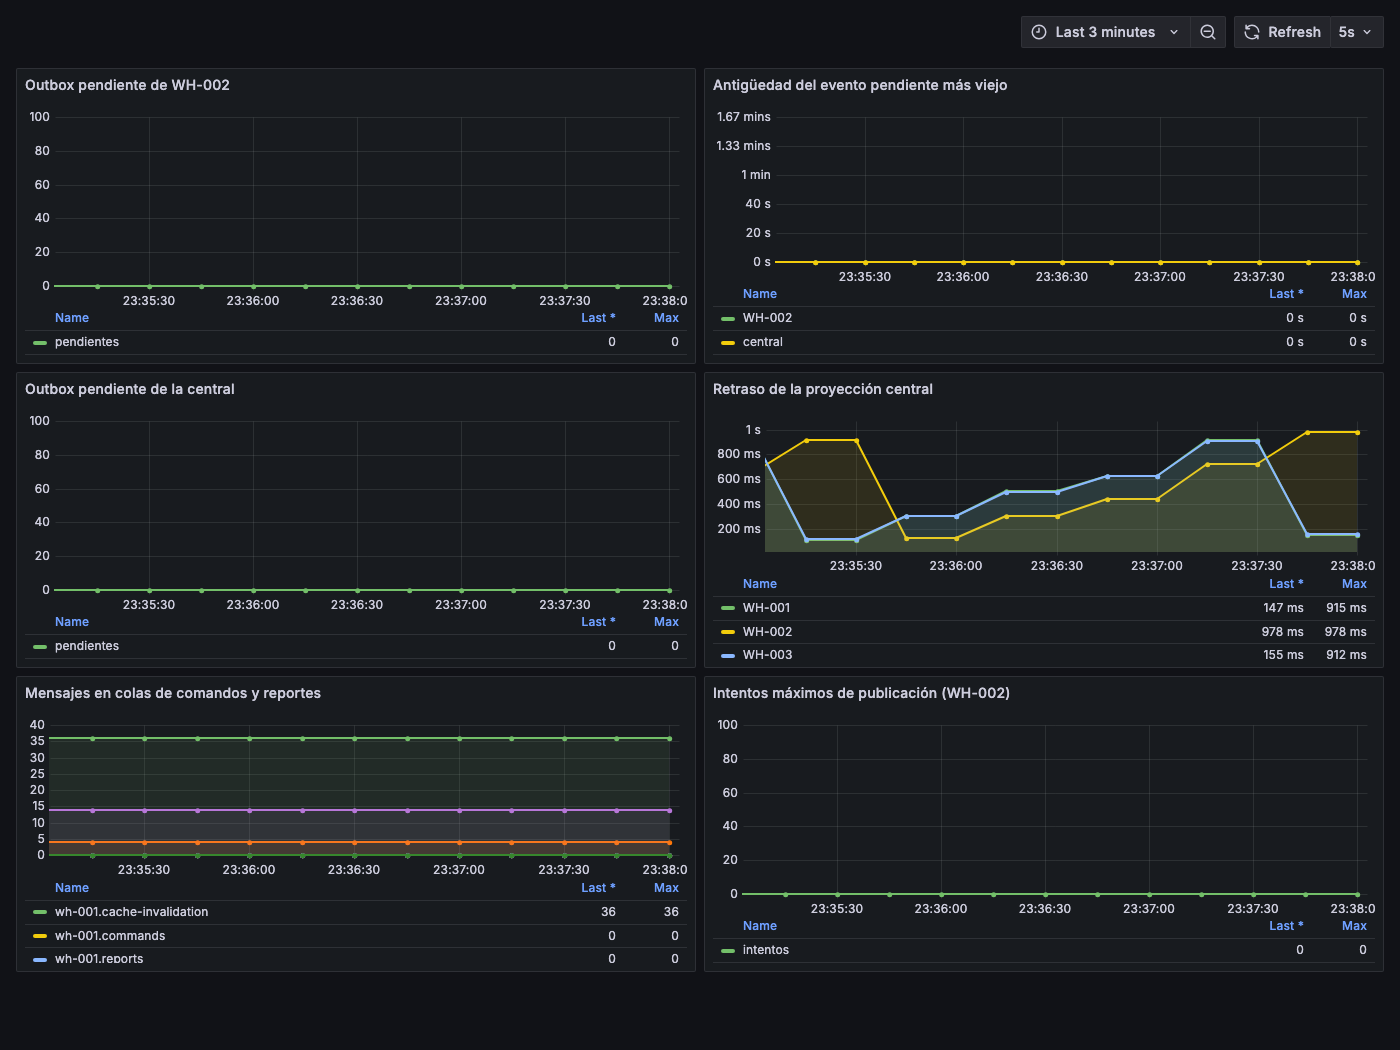 Last 3 minutes
Refresh
5s
Outbox pendiente de WH-002
100
80
60
40
20
0
23:35:30 23:36:00 23:36:30 23:37:00 23:37:30 23:38:0
Name Last * Max
pendientes 0 0
Antigüedad del evento pendiente más viejo
1.67 mins
1.33 mins
1 min
40 s
20 s
0 s
23:35:30 23:36:00 23:36:30 23:37:00 23:37:30 23:38:0
Name Last * Max
WH-002 0 s 0 s
central 0 s 0 s
Outbox pendiente de la central
100
80
60
40
20
0
23:35:30 23:36:00 23:36:30 23:37:00 23:37:30 23:38:0
Name Last * Max
pendientes 0 0
Retraso de la proyección central
1 s
800 ms
600 ms
400 ms
200 ms
23:35:30 23:36:00 23:36:30 23:37:00 23:37:30 23:38:0
Name Last * Max
WH-001 147 ms 915 ms
WH-002 978 ms 978 ms
WH-003 155 ms 912 ms
Mensajes en colas de comandos y reportes
40
35
30
25
20
15
10
5
0
23:35:30 23:36:00 23:36:30 23:37:00 23:37:30 23:38:0
Name Last * Max
wh-001.cache-invalidation 36 36
wh-001.commands 0 0
wh-001.reports 0 0
Intentos máximos de publicación (WH-002)
100
80
60
40
20
0
23:35:30 23:36:00 23:36:30 23:37:00 23:37:30 23:38:0
Name Last * Max
intentos 0 0